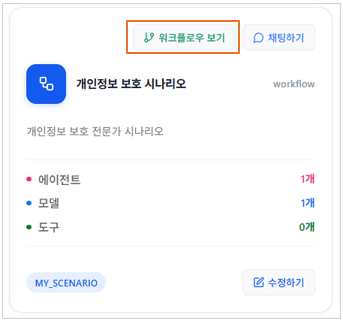 워크플로우 보기 채팅하기
개인정보 보호 시나리오 workflow
개인정보 보호 전문가 시나리오
에이전트 1개
모델 1개
도구 0개
MY_SCENARIO 수정하기